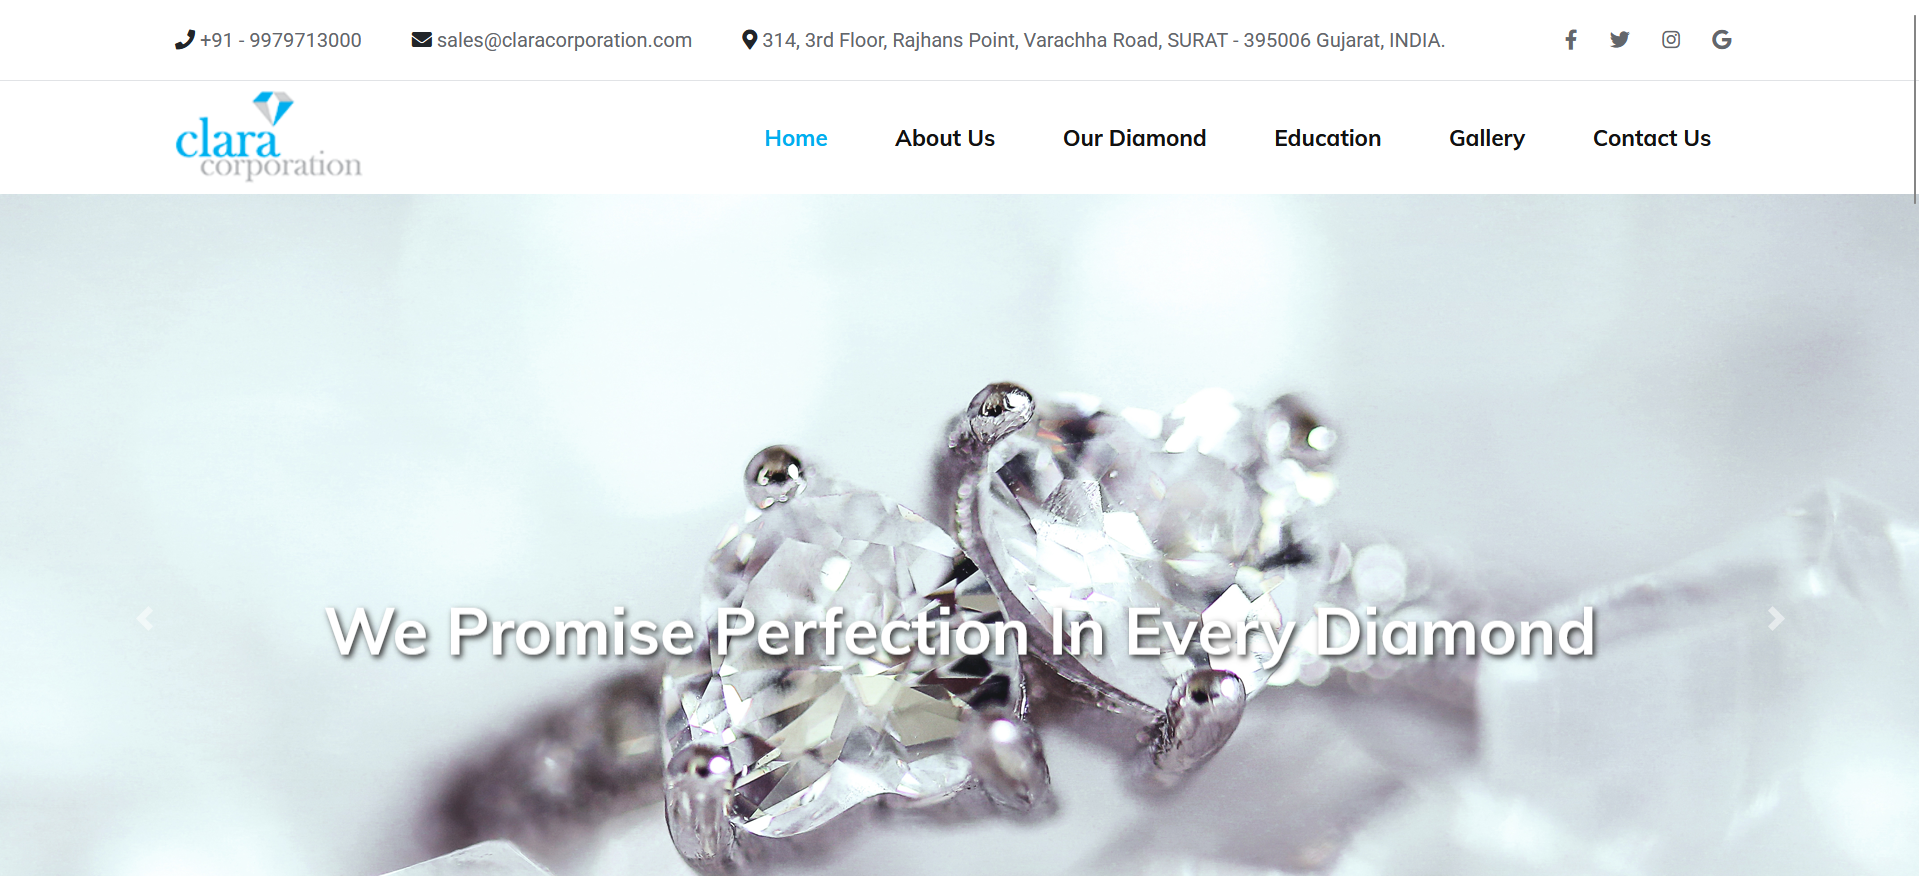 +91 - 9979713000
sales@claracorporation.com
314, 3rd Floor, Rajhans Point, Varachha Road, SURAT - 395006 Gujarat, INDIA.
clara
corporation
Home
About Us
Our Diamond
Education
Gallery
Contact Us
We Promise Perfection In Every Diamond